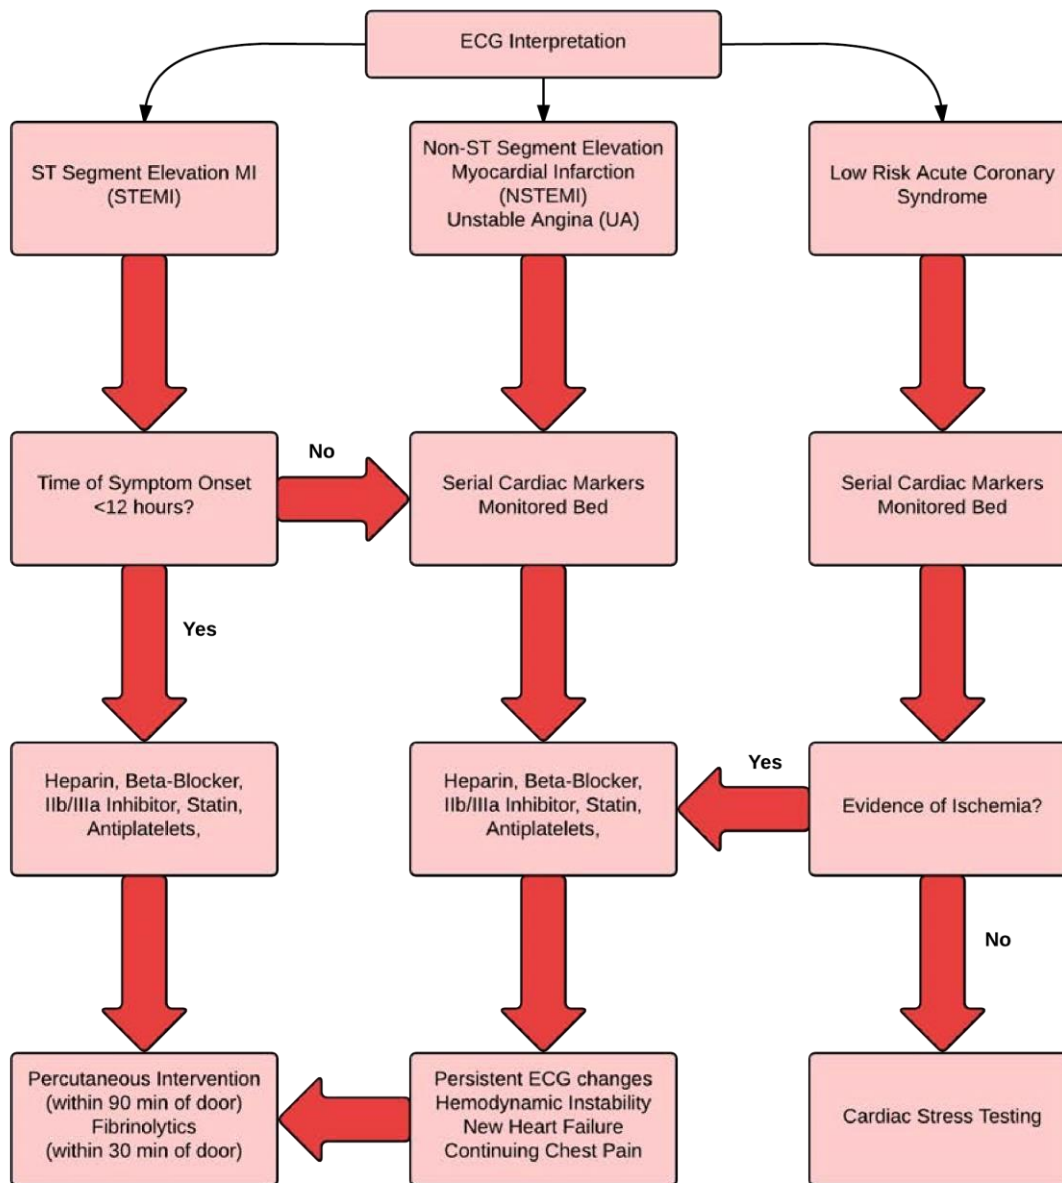 ECG Interpretation
ST Segment Elevation MI
(STEMI)
Non-ST Segment Elevation
Myocardial Infarction
(NSTEMI)
Unstable Angina (UA)
Low Risk Acute Coronary
Syndrome
Time of Symptom Onset
<12 hours?
No
Serial Cardiac Markers
Monitored Bed
Serial Cardiac Markers
Monitored Bed
Yes
Heparin, Beta-Blocker,
IIb/IIIa Inhibitor, Statin,
Antiplatelets,
Heparin, Beta-Blocker,
IIb/IIIa Inhibitor, Statin,
Antiplatelets,
Yes
Evidence of Ischemia?
No
Percutaneous Intervention
(within 90 min of door)
Fibrinolytics
(within 30 min of door)
Persistent ECG changes
Hemodynamic Instability
New Heart Failure
Continuing Chest Pain
Cardiac Stress Testing